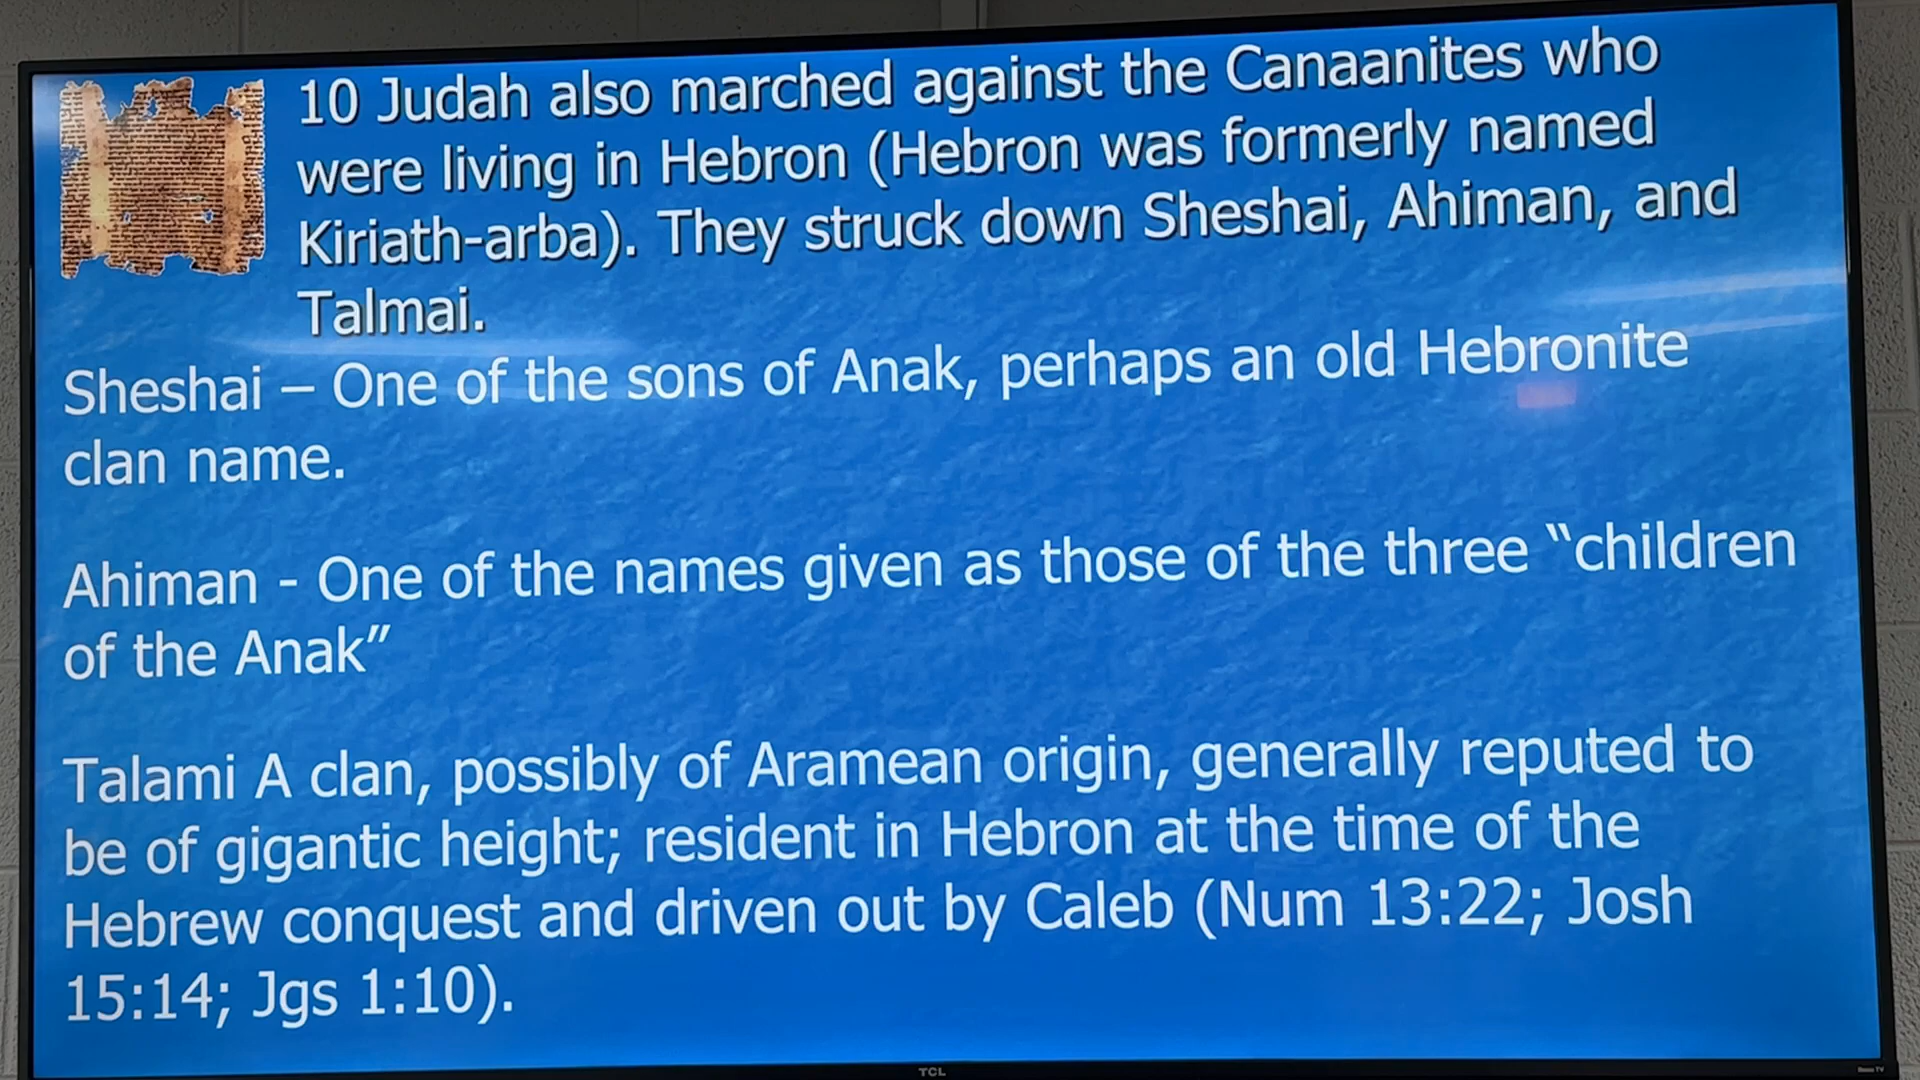 10 Judah also marched against the Canaanites who
were living in Hebron (Hebron was formerly named
Kiriath-arba). They struck down Sheshai, Ahiman, and
Talmai.
Sheshai – One of the sons of Anak, perhaps an old Hebronite
clan name.
Ahiman - One of the names given as those of the three “children
of the Anak”
Talami A clan, possibly of Aramean origin, generally reputed to
be of gigantic height; resident in Hebron at the time of the
Hebrew conquest and driven out by Caleb (Num 13:22; Josh
15:14; Jgs 1:10).
TCL
Roku TV